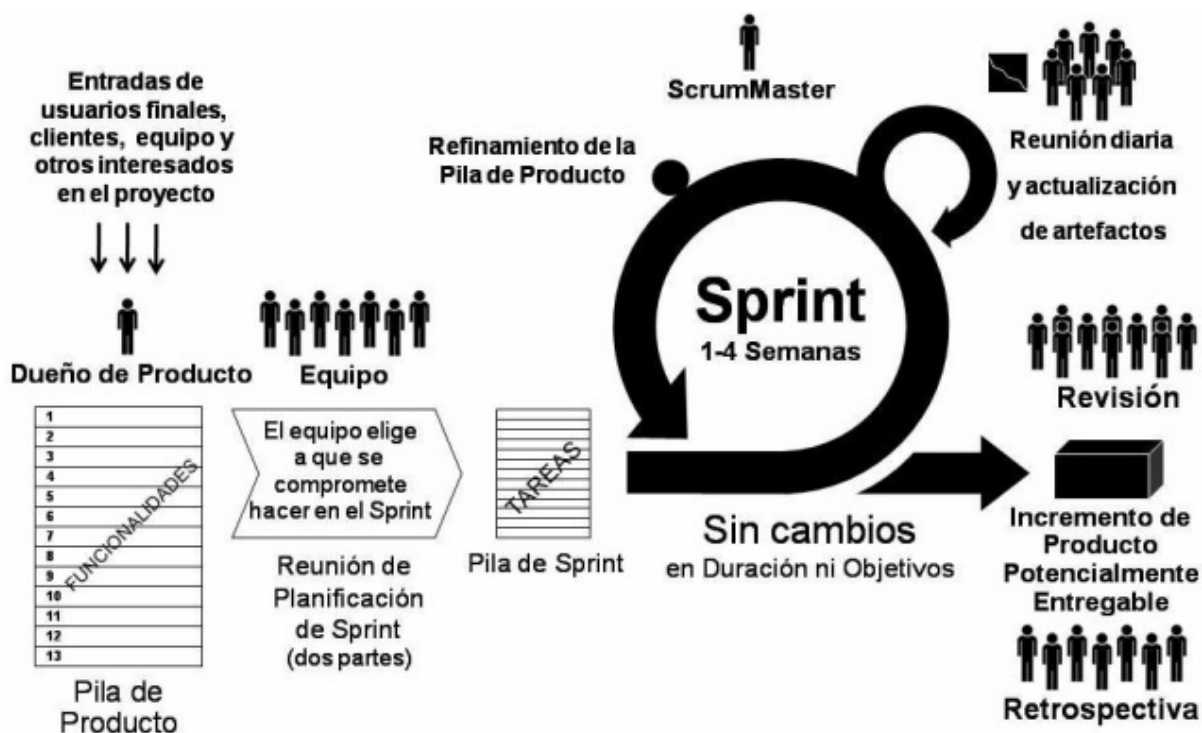 Entradas de
usuarios finales,
clientes, equipo y
otros interesados
en el proyecto
Dueño de Producto
1
2
3
4
5
6
7
8
9
10
11
12
13
FUNCIONALIDADES
Pila de
Producto
Equipo
El equipo elige
a que se
compromete
hacer en el Sprint
Reunión de
Planificación
de Sprint
(dos partes)
TAREAS
Pila de Sprint
ScrumMaster
Refinamiento de la
Pila de Producto
Sprint
1-4 Semanas
Sin cambios
en Duración ni Objetivos
Reunión diaria
y actualización
de artefactos
Revisión
Incremento de
Producto
Potencialmente
Entregable
Retrospectiva